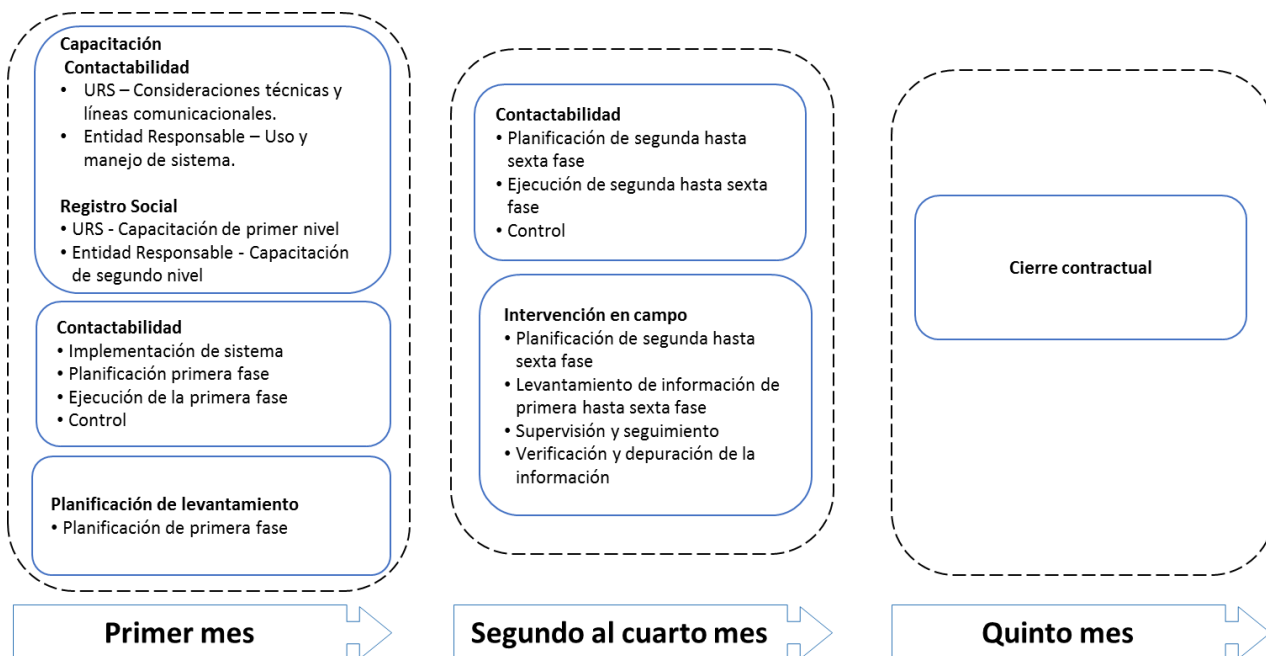 Capacitación
Contactabilidad
• URS – Consideraciones técnicas y
líneas comunicacionales.
• Entidad Responsable – Uso y
manejo de sistema.
Registro Social
• URS - Capacitación de primer nivel
• Entidad Responsable - Capacitación
de segundo nivel
Contactabilidad
• Implementación de sistema
• Planificación primera fase
• Ejecución de la primera fase
• Control
Planificación de levantamiento
• Planificación de primera fase
Primer mes
Contactabilidad
• Planificación de segunda hasta
sexta fase
• Ejecución de segunda hasta sexta
fase
• Control
Intervención en campo
• Planificación de segunda hasta
sexta fase
• Levantamiento de información de
primera hasta sexta fase
• Supervisión y seguimiento
• Verificación y depuración de la
información
Segundo al cuarto mes
Cierre contractual
Quinto mes